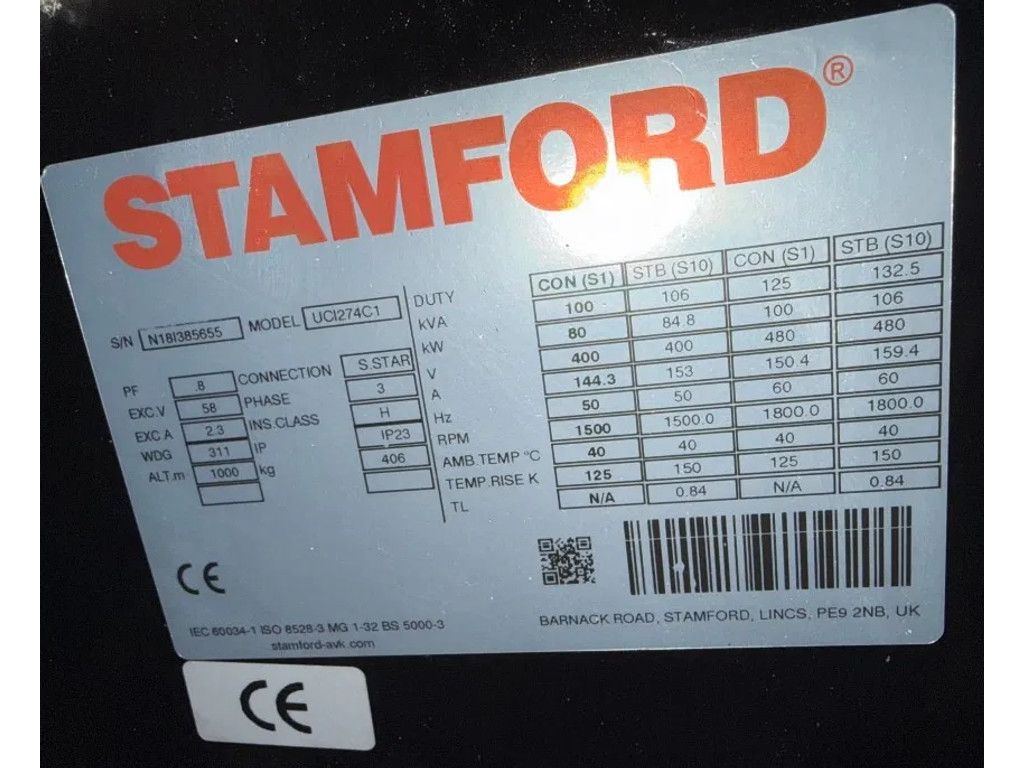 STAMFORD®
S/N N18I385655 MODEL UCI274C1
PF .8 CONNECTION S.STAR
EXC.V 58 PHASE 3
EXC.A 2.3 INS.CLASS H
WDG 311 IP IP23
ALT.m 1000 kg 406
DUTY CON (S1) STB (S10) CON (S1) STB (S10)
kVA 100 106 125 132.5
kW 80 84.8 100 106
V 400 400 480 480
A 144.3 153 150.4 159.4
Hz 50 50 60 60
RPM 1500 1500.0 1800.0 1800.0
AMB.TEMP °C 40 40 40 40
TEMP.RISE K 125 150 125 150
TL N/A 0.84 N/A 0.84
CE
IEC 60034-1 ISO 8528-3 MG 1-32 BS 5000-3
stamford-avk.com
BARNACK ROAD, STAMFORD, LINCS, PE9 2NB, UK
CE